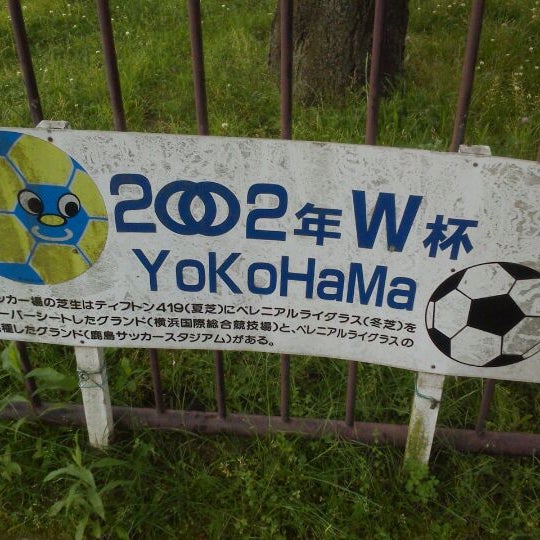 2002年W杯
YoKoHaMa
ッカー場の芝生はティフトン419(夏芝)にペレニアルライグラス(冬芝)を
ーバーシートしたグランド(横浜国際総合競技場)と、ペレニアルライグラスの
種したグランド(鹿島サッカースタジアム)がある。